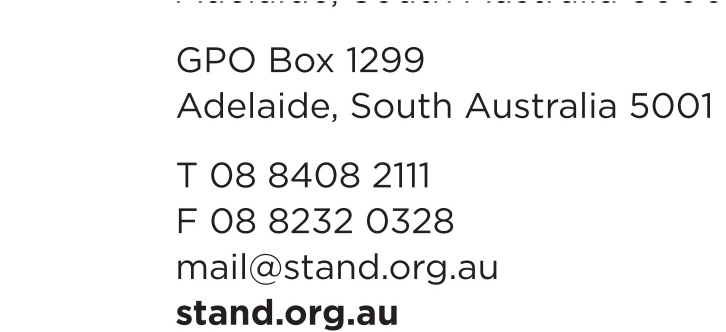 GPO Box 1299
Adelaide, South Australia 5001
T 08 8408 2111
F 08 8232 0328
mail@stand.org.au
stand.org.au